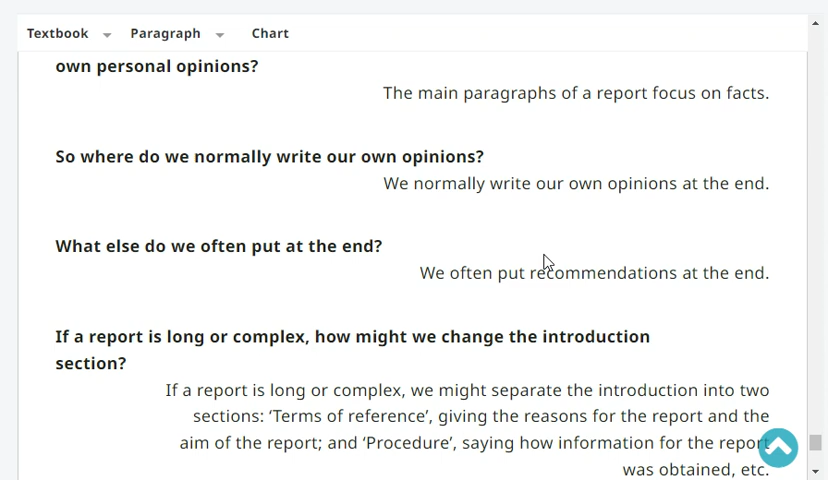 Textbook Paragraph Chart
own personal opinions?
The main paragraphs of a report focus on facts.
So where do we normally write our own opinions?
We normally write our own opinions at the end.
What else do we often put at the end?
We often put recommendations at the end.
If a report is long or complex, how might we change the introduction
section?
If a report is long or complex, we might separate the introduction into two
sections: ‘Terms of reference’, giving the reasons for the report and the
aim of the report; and ‘Procedure’, saying how information for the report
was obtained, etc.